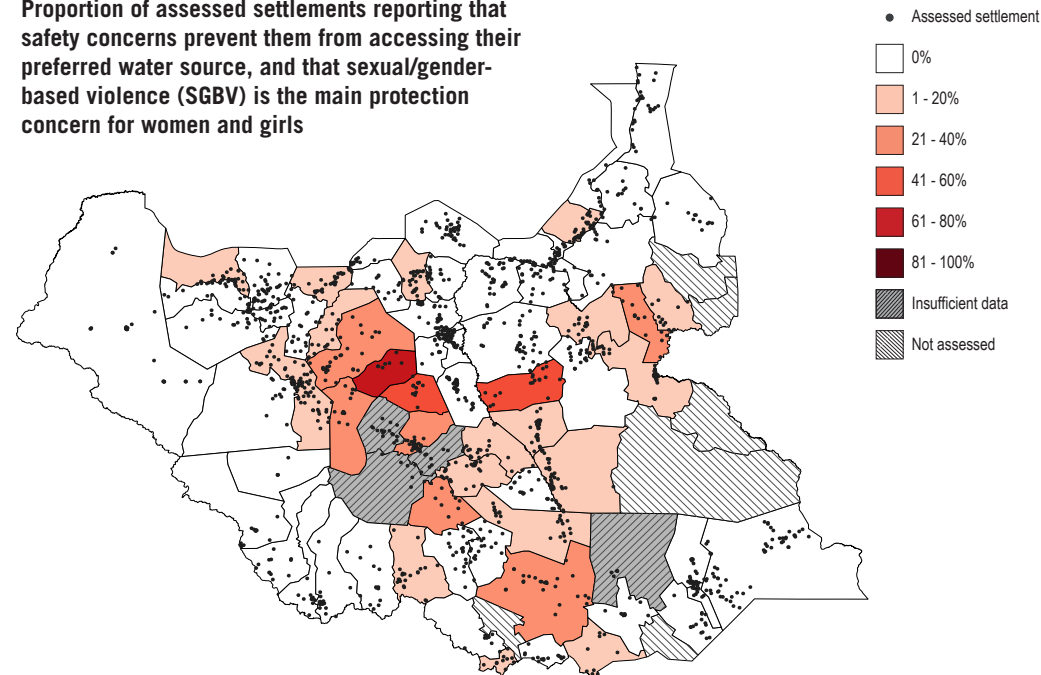 Proportion of assessed settlements reporting that
safety concerns prevent them from accessing their
preferred water source, and that sexual/gender-
based violence (SGBV) is the main protection
concern for women and girls
Assessed settlement
0%
1 - 20%
21 - 40%
41 - 60%
61 - 80%
81 - 100%
Insufficient data
Not assessed